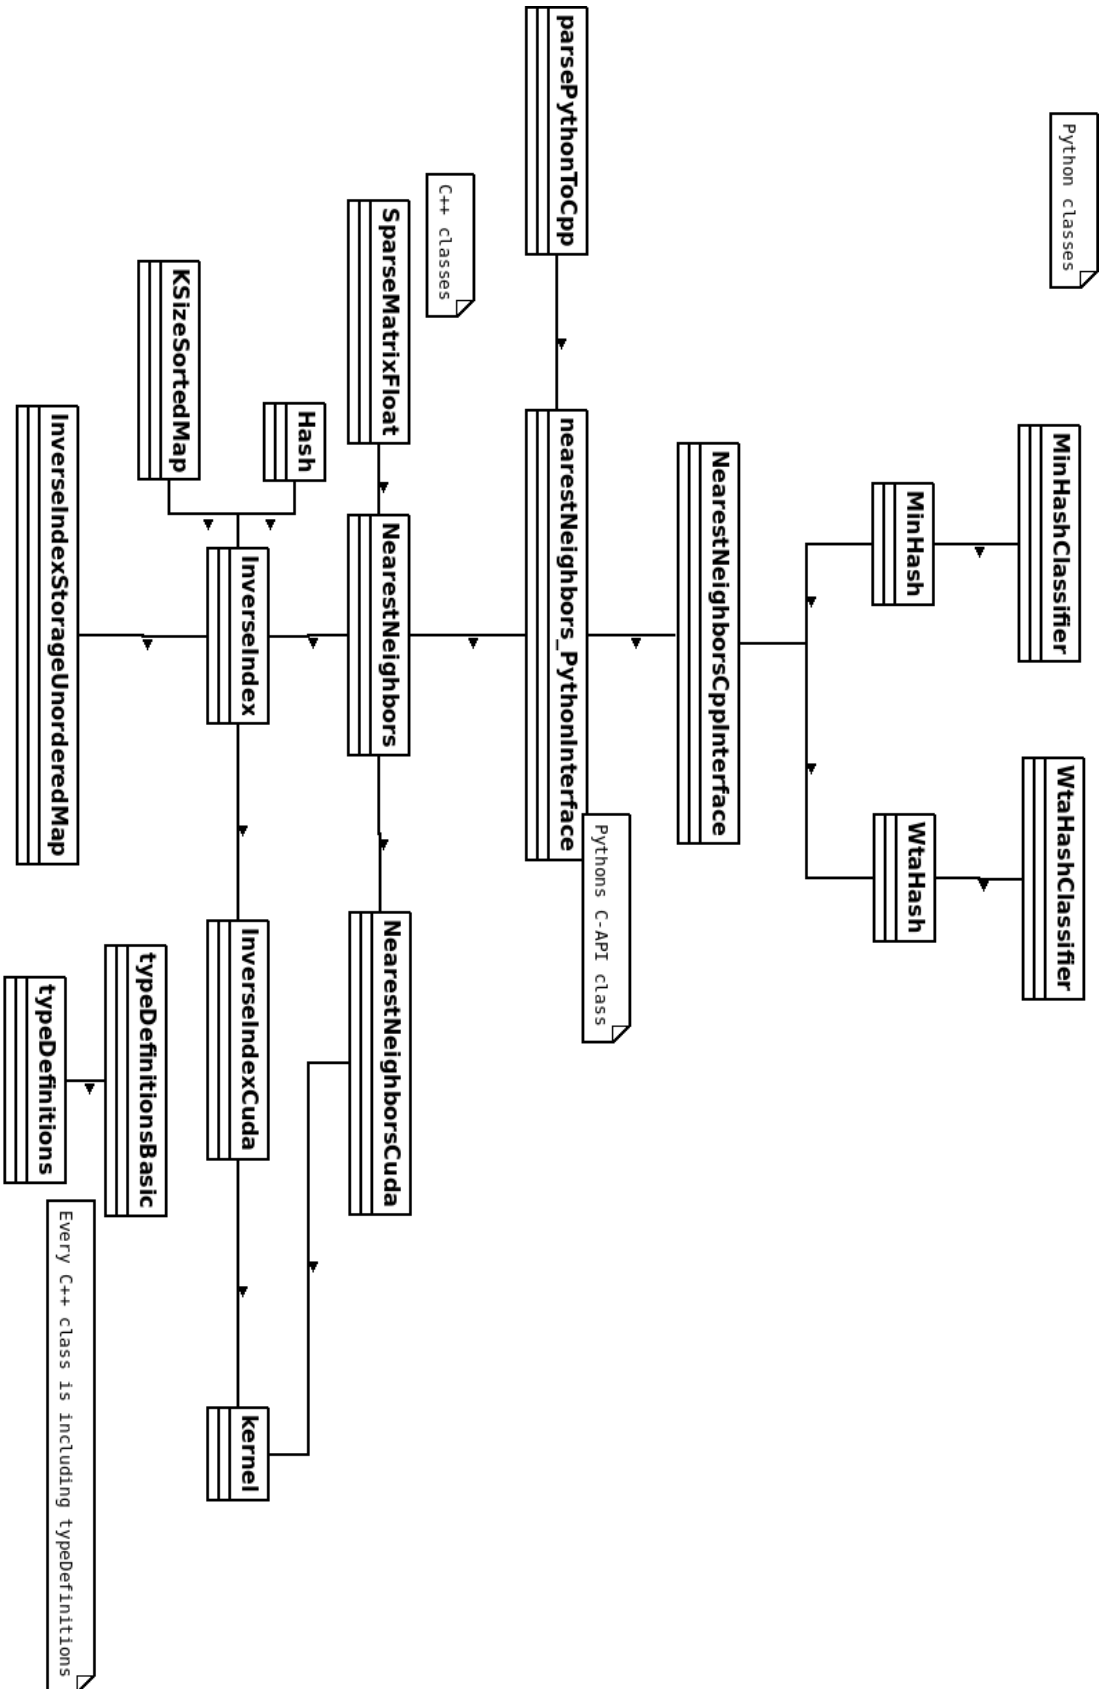 Python classes
MinHashClassifier
WtaHashClassifier
MinHash
WtaHash
NearestNeighborsCppInterface
Pythons C-API class
parsePythonToCpp
nearestNeighbors_PythonInterface
C++ classes
SparseMatrixFloat
NearestNeighbors
NearestNeighborsCuda
Hash
InverseIndex
InverseIndexCuda
kernel
KSizeSortedMap
typeDefinitionsBasic
InverseIndexStorageUnorderedMap
typeDefinitions
Every C++ class is including typeDefinitions